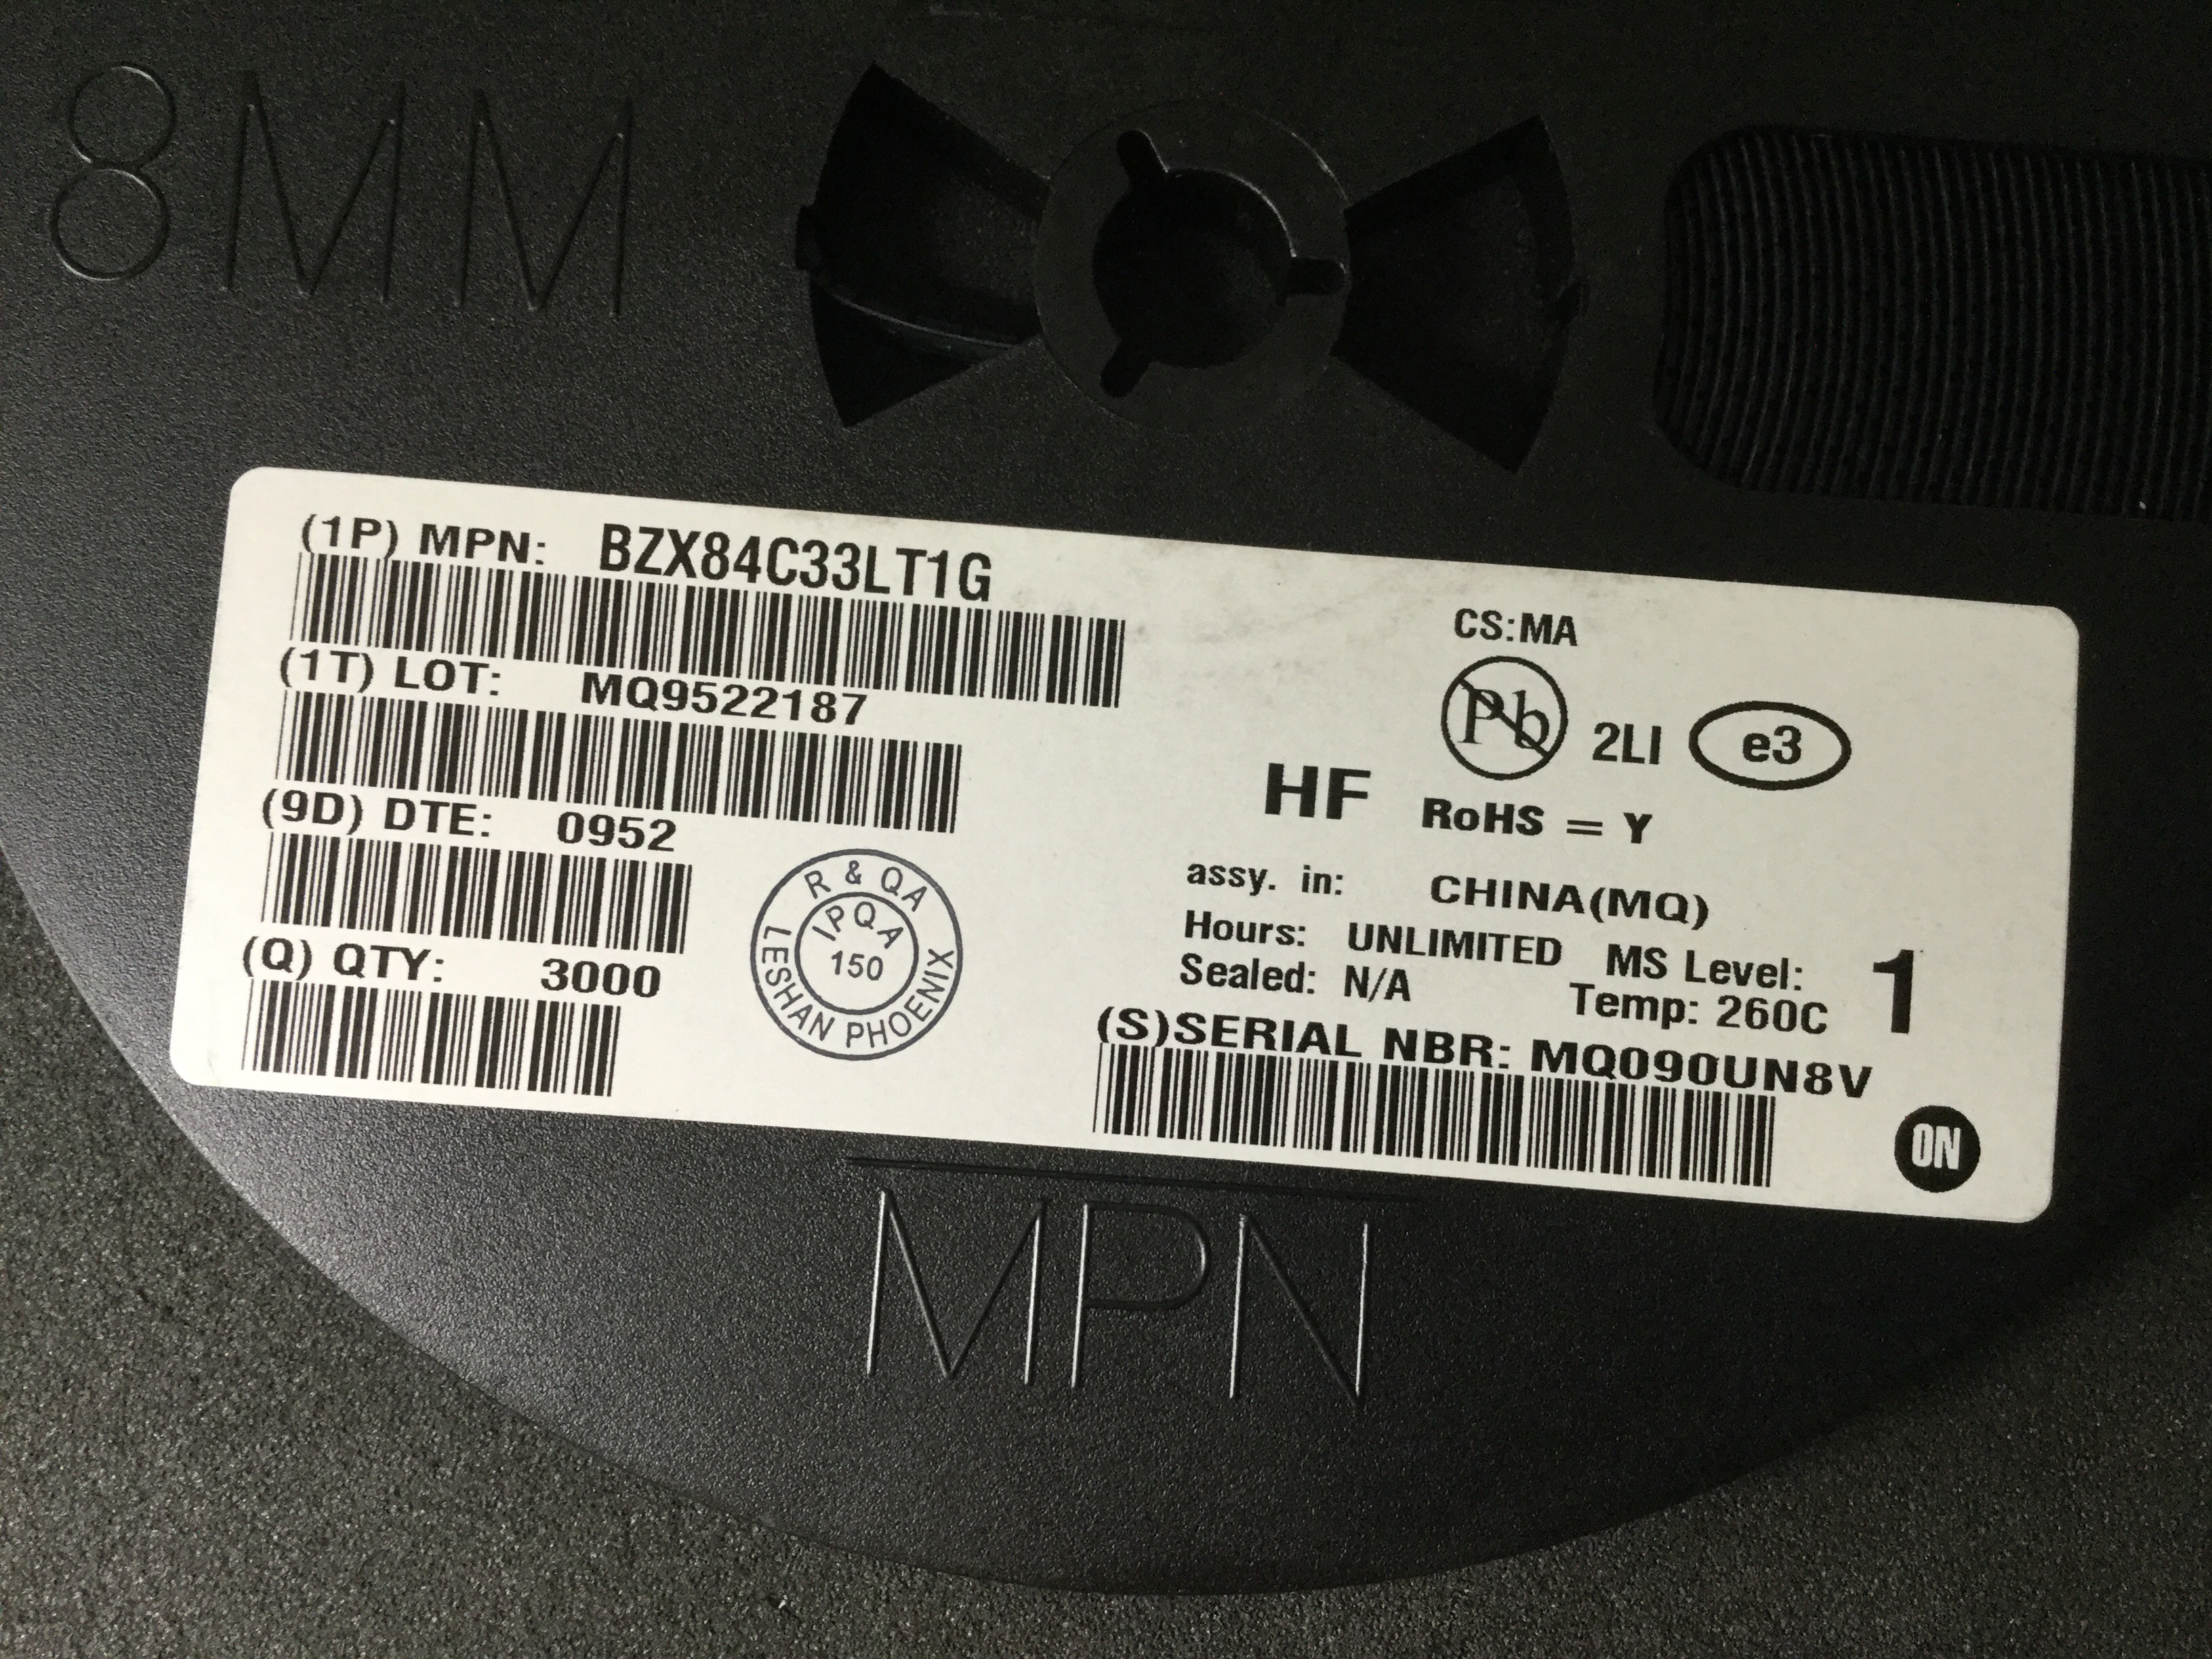 8MM
(1P) MPN: BZX84C33LT1G
(1T) LOT: MQ9522187
(9D) DTE: 0952
(Q) QTY: 3000
R & QA
IPQA
150
LESHAN PHOENIX
CS:MA
Pb 2LI e3
HF RoHS = Y
assy. in: CHINA(MQ)
Hours: UNLIMITED MS Level: 1
Sealed: N/A Temp: 260C
(S)SERIAL NBR: MQ090UN8V
ON
MPN